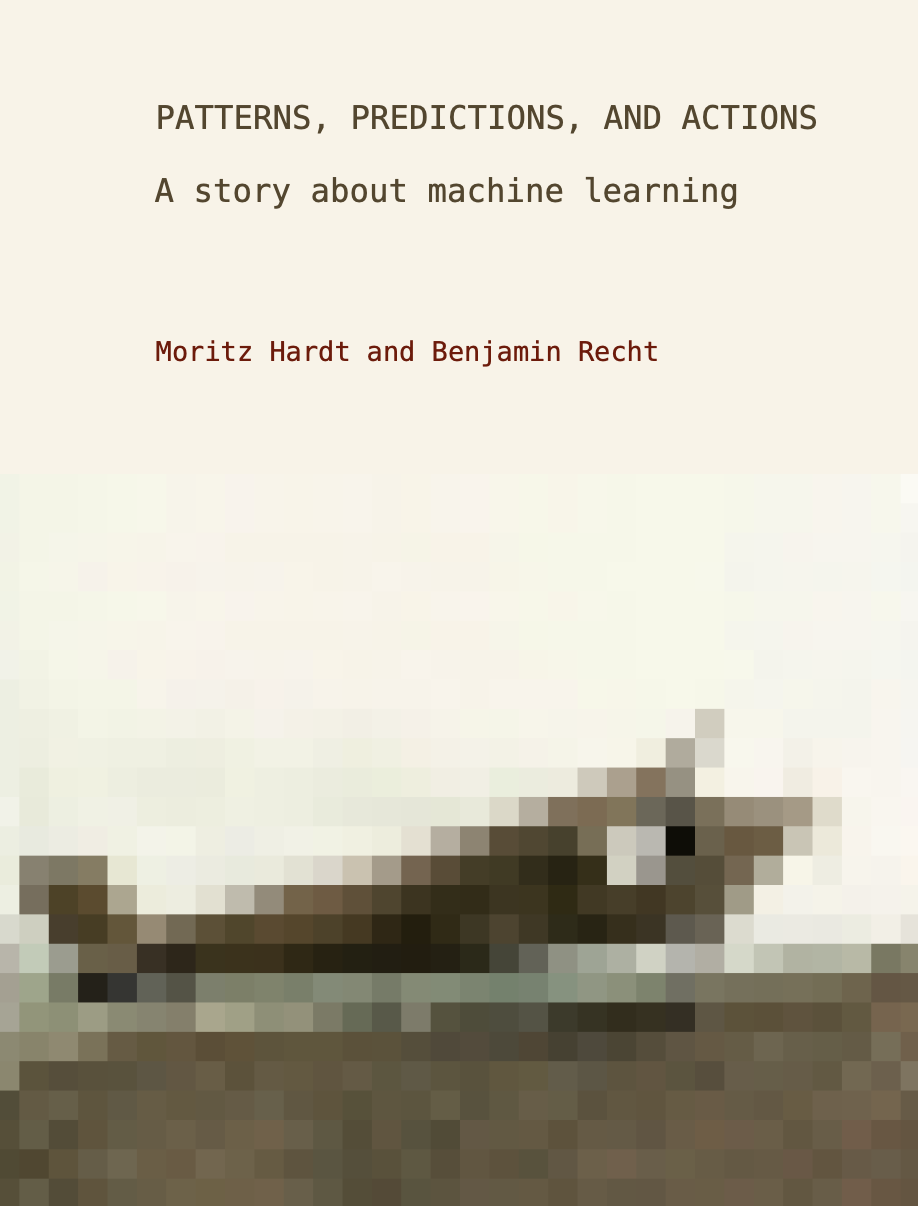 PATTERNS, PREDICTIONS, AND ACTIONS
A story about machine learning
Moritz Hardt and Benjamin Recht